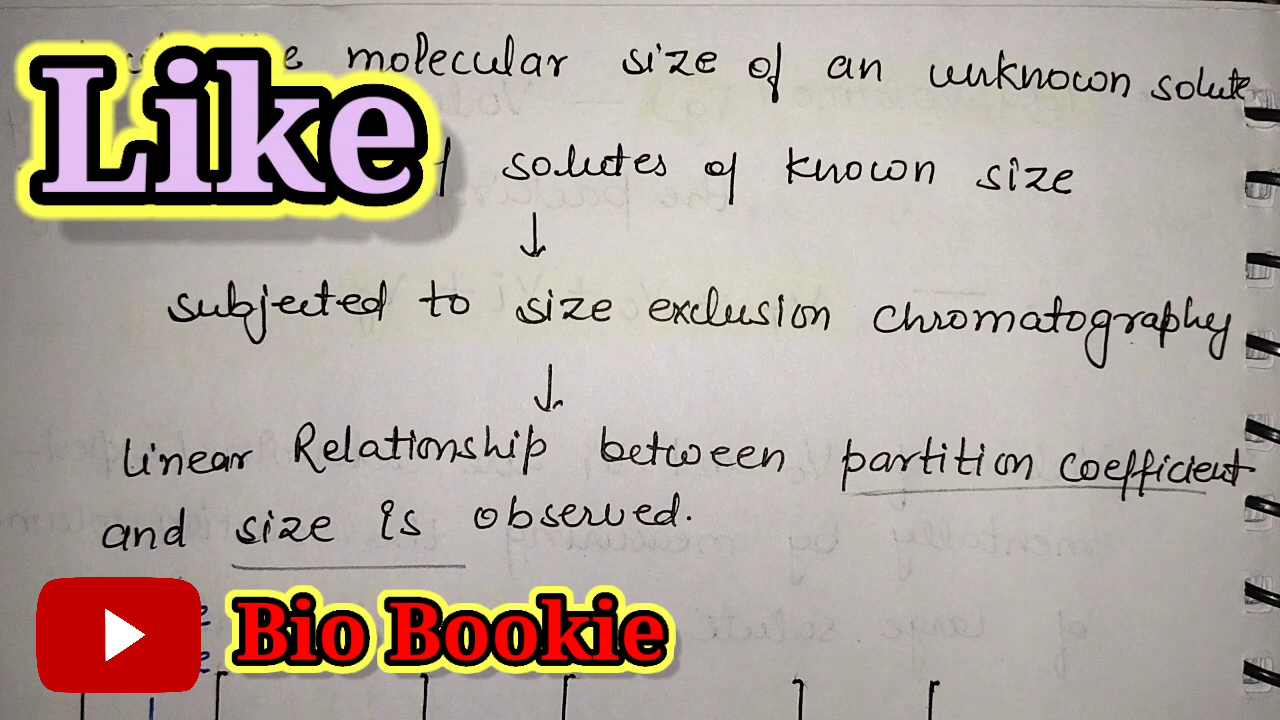 Like
molecular size of an unknown solute
solutes of known size
↓
subjected to size exclusion chromatography
↓
linear Relationship between partition coefficient
and size is observed.
Bio Bookie